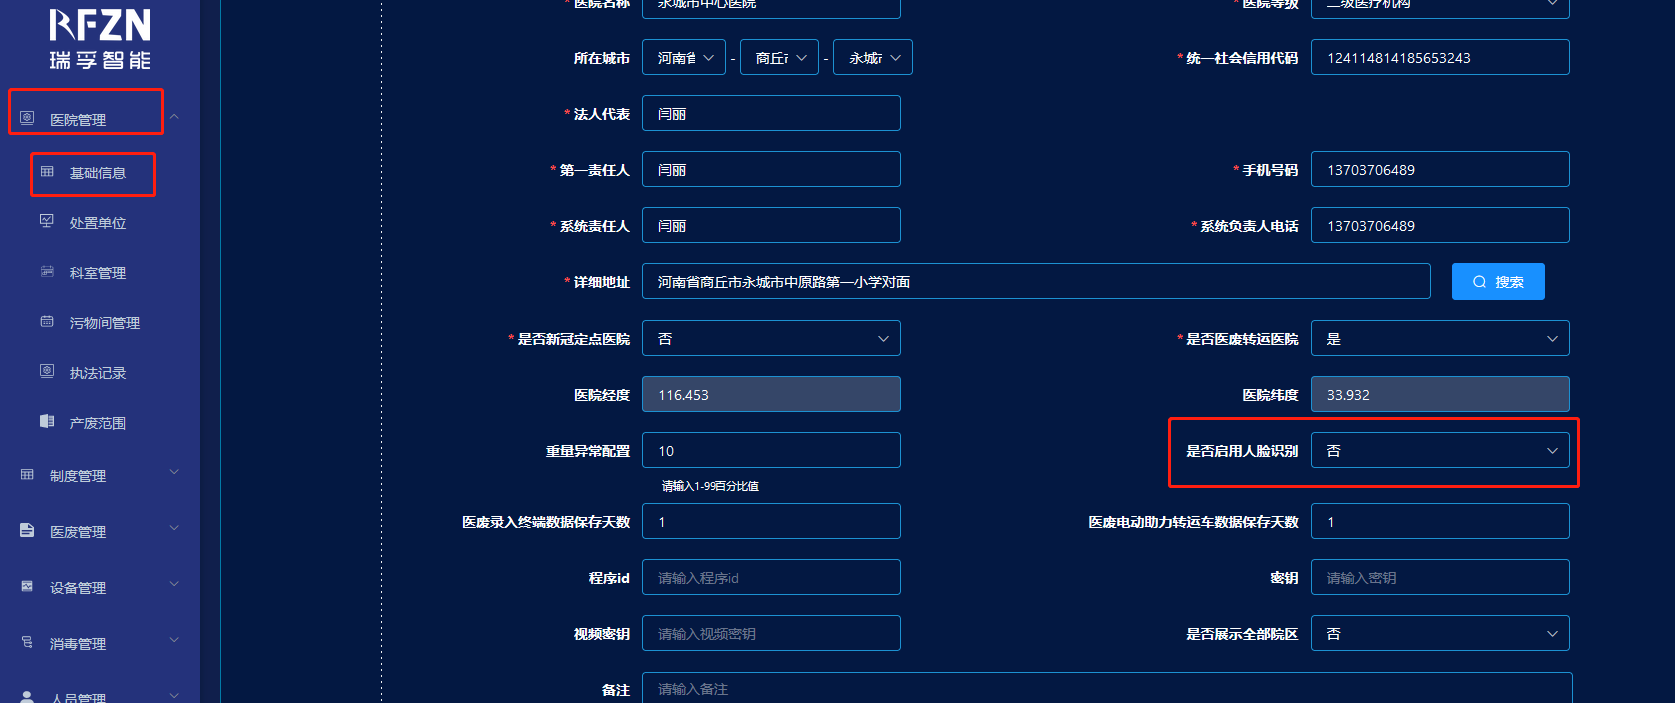 RFZN
瑞孚智能
医院管理
基础信息
处置单位
科室管理
污物间管理
执法记录
产废范围
制度管理
医废管理
设备管理
消毒管理
人员管理
* 医院名称 永城市中心医院
* 医院等级 二级医疗机构
所在城市 河南省 - 商丘市 - 永城市
* 统一社会信用代码 124114814185653243
* 法人代表 闫丽
* 第一责任人 闫丽
* 手机号码 13703706489
* 系统责任人 闫丽
* 系统负责人电话 13703706489
* 详细地址 河南省商丘市永城市中原路第一小学对面 搜索
* 是否新冠定点医院 否
* 是否医废转运医院 是
医院经度 116.453
医院纬度 33.932
重量异常配置 10
是否启用人脸识别 否
请输入1-99百分比值
医废录入终端数据保存天数 1
医废电动助力转运车数据保存天数 1
程序id 请输入程序id
密钥 请输入密钥
视频密钥 请输入视频密钥
是否展示全部院区 否
备注 请输入备注